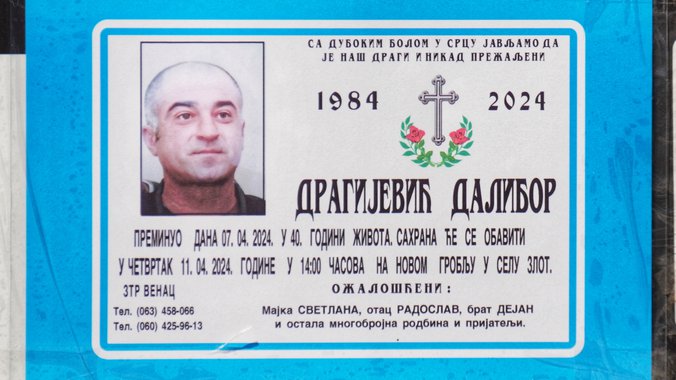 СА ДУБОКИМ БОЛОМ У СРЦУ ЈАВЉАМО ДА
ЈЕ НАШ ДРАГИ И НИКАД ПРЕЖАЉЕНИ
1984 2024
ДРАГИЈЕВИЋ ДАЛИБОР
ПРЕМИНУО ДАНА 07. 04. 2024. У 40. ГОДИНИ ЖИВОТА. САХРАНА ЋЕ СЕ ОБАВИТИ
У ЧЕТВРТАК 11. 04. 2024. ГОДИНЕ У 14:00 ЧАСОВА НА НОВОМ ГРОБЉУ У СЕЛУ ЗЛОТ.
ЗТР ВЕНАЦ
Тел. (063) 458-066
Тел. (060) 425-96-13
ОЖАЛОШЋЕНИ :
Мајка СВЕТЛАНА, отац РАДОСЛАВ, брат ДЕЈАН
и остала многобројна родбина и пријатељи.